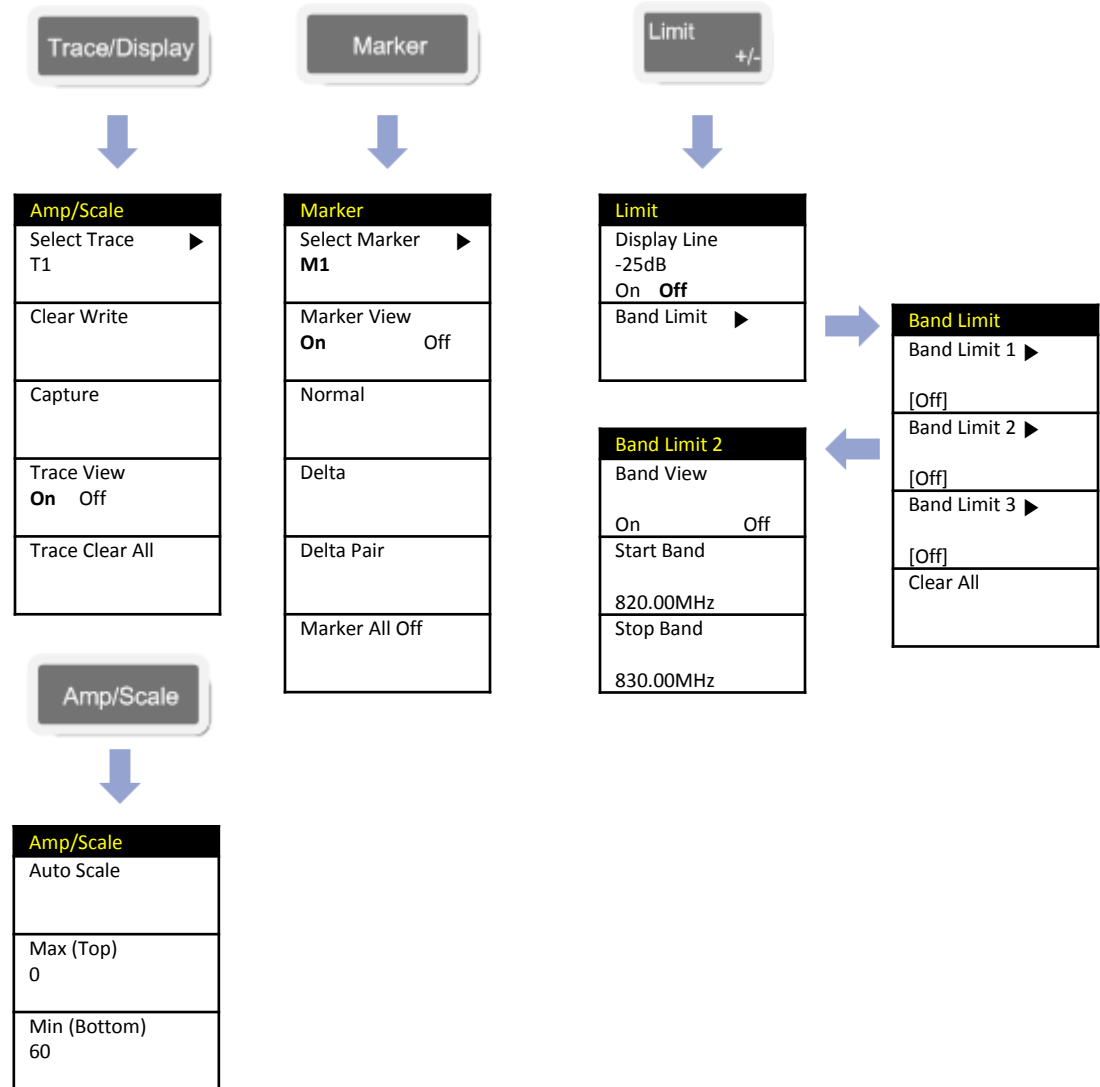 Trace/Display
Amp/Scale
Select Trace ▶
T1
Clear Write
Capture
Trace View
On Off
Trace Clear All
Amp/Scale
Amp/Scale
Auto Scale
Max (Top)
0
Min (Bottom)
60
Marker
Marker
Select Marker ▶
M1
Marker View
On Off
Normal
Delta
Delta Pair
Marker All Off
Limit
+/-
Limit
Display Line
-25dB
On Off
Band Limit ▶
Band Limit
Band Limit 1 ▶
[Off]
Band Limit 2 ▶
[Off]
Band Limit 3 ▶
[Off]
Clear All
Band Limit 2
Band View
On Off
Start Band
820.00MHz
Stop Band
830.00MHz